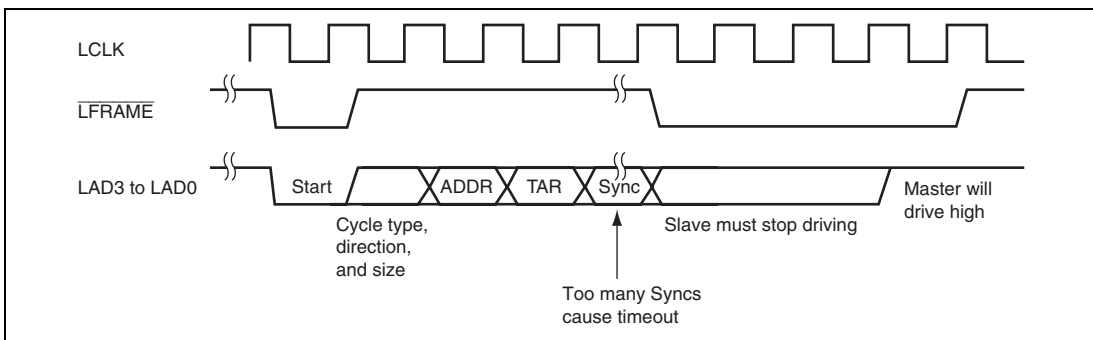 LCLK
LFRAME
LAD3 to LAD0
Start
ADDR
TAR
Sync
Cycle type,
direction,
and size
Slave must stop driving
Master will
drive high
Too many Syncs
cause timeout